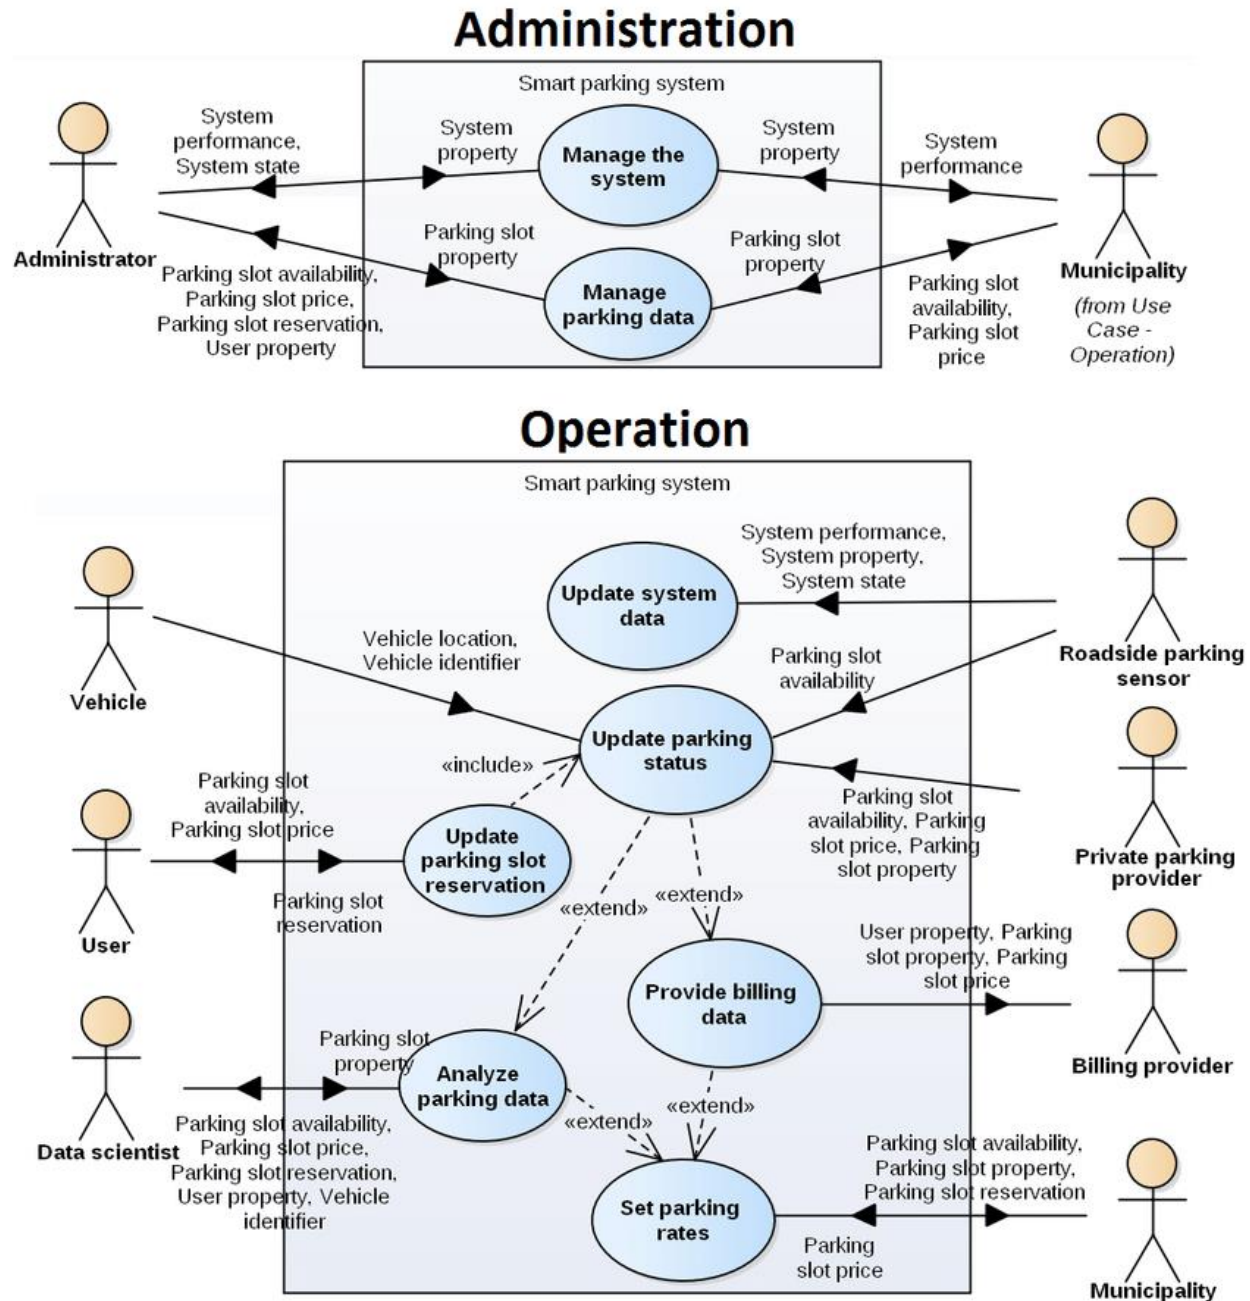 Administration
Smart parking system
System
performance,
System state
System
property
Manage the
system
System
property
System
performance
Administrator
Parking slot
property
Manage
parking data
Parking slot
property
Municipality
(from Use
Case -
Operation)
Parking slot availability,
Parking slot price,
Parking slot reservation,
User property
Parking slot
availability,
Parking slot
price
Operation
Smart parking system
System performance,
System property,
System state
Update system
data
Vehicle location,
Vehicle identifier
Vehicle
Parking slot
availability
Roadside parking
sensor
Update parking
status
«include»
Parking slot
availability,
Parking slot price
Update
parking slot
reservation
Parking slot
availability, Parking
slot price, Parking
slot property
Private parking
provider
Parking slot
reservation
User
«extend»
«extend»
User property, Parking
slot property, Parking
slot price
Provide billing
data
Billing provider
Parking slot
property
Analyze
parking data
Data scientist
Parking slot availability,
Parking slot price,
Parking slot reservation,
User property, Vehicle
identifier
«extend»
«extend»
Parking slot availability,
Parking slot property,
Parking slot reservation
Set parking
rates
Parking
slot price
Municipality